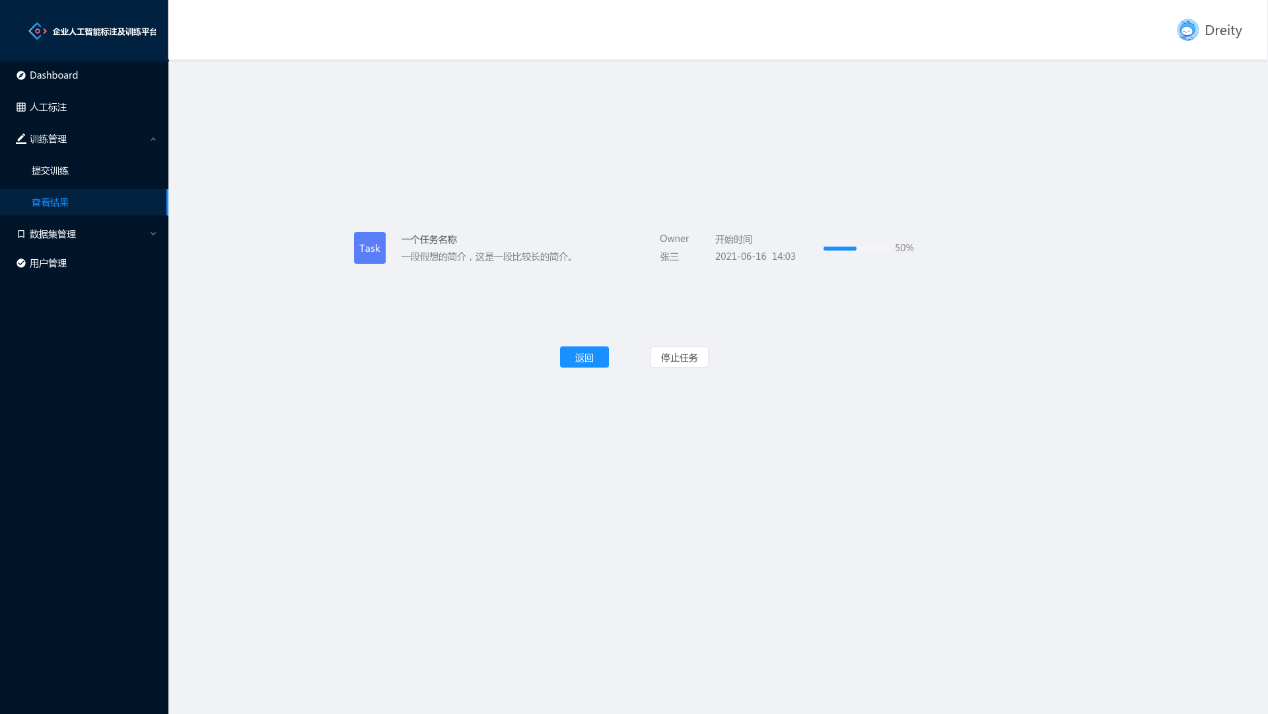 企业人工智能标注及训练平台
Dreity
Dashboard
人工标注
训练管理
提交训练
查看结果
数据集管理
用户管理
Task
一个任务名称
一段假想的简介，这是一段比较长的简介。
Owner
张三
开始时间
2021-06-16 14:03
50%
返回
停止任务